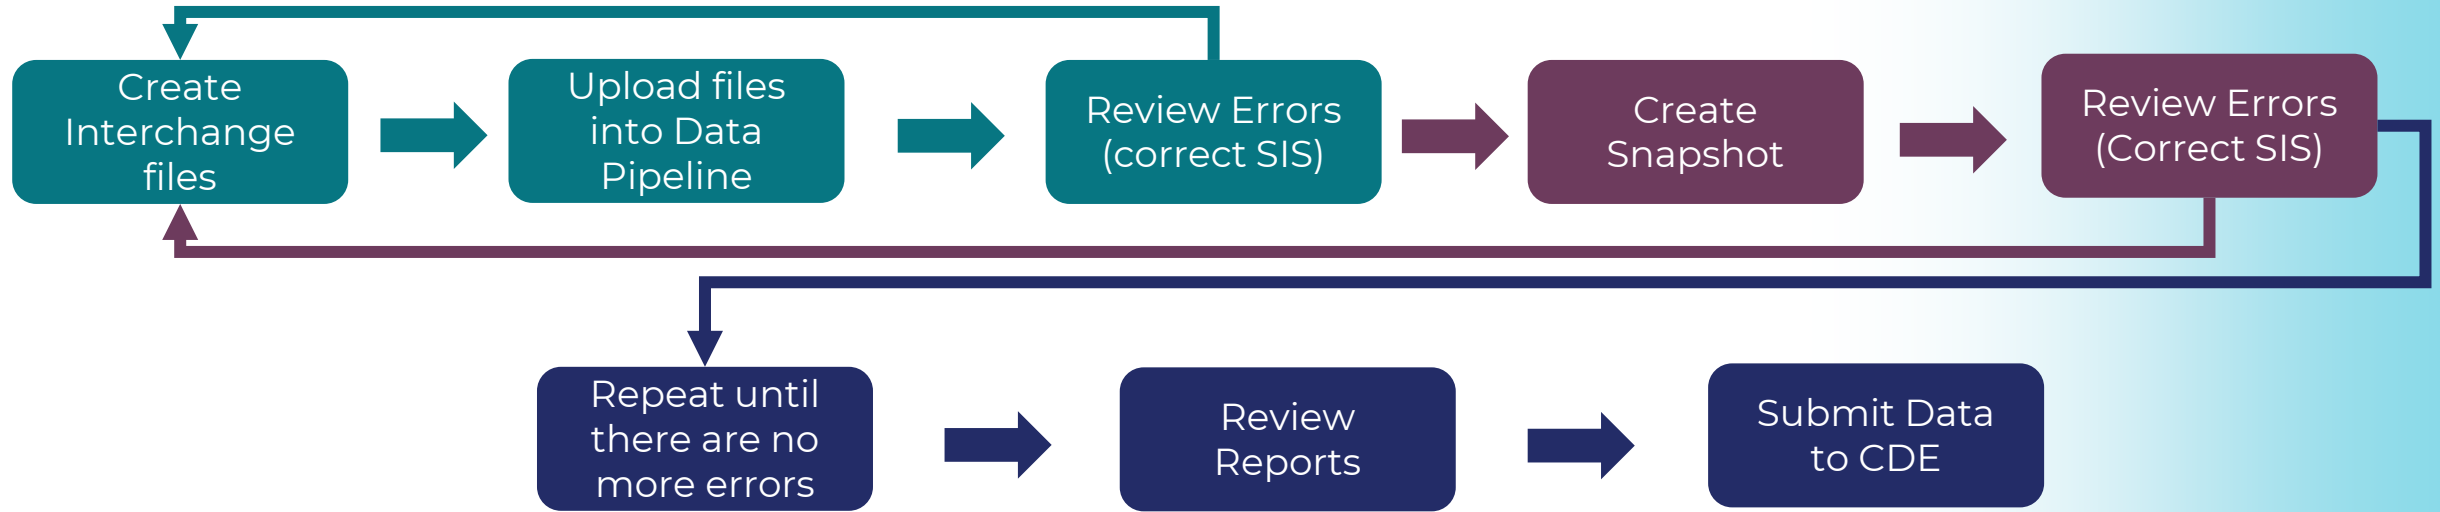 Create
Interchange
files
Upload files
into Data
Pipeline
Review Errors
(correct SIS)
Create
Snapshot
Review Errors
(Correct SIS)
Repeat until
there are no
more errors
Review
Reports
Submit Data
to CDE